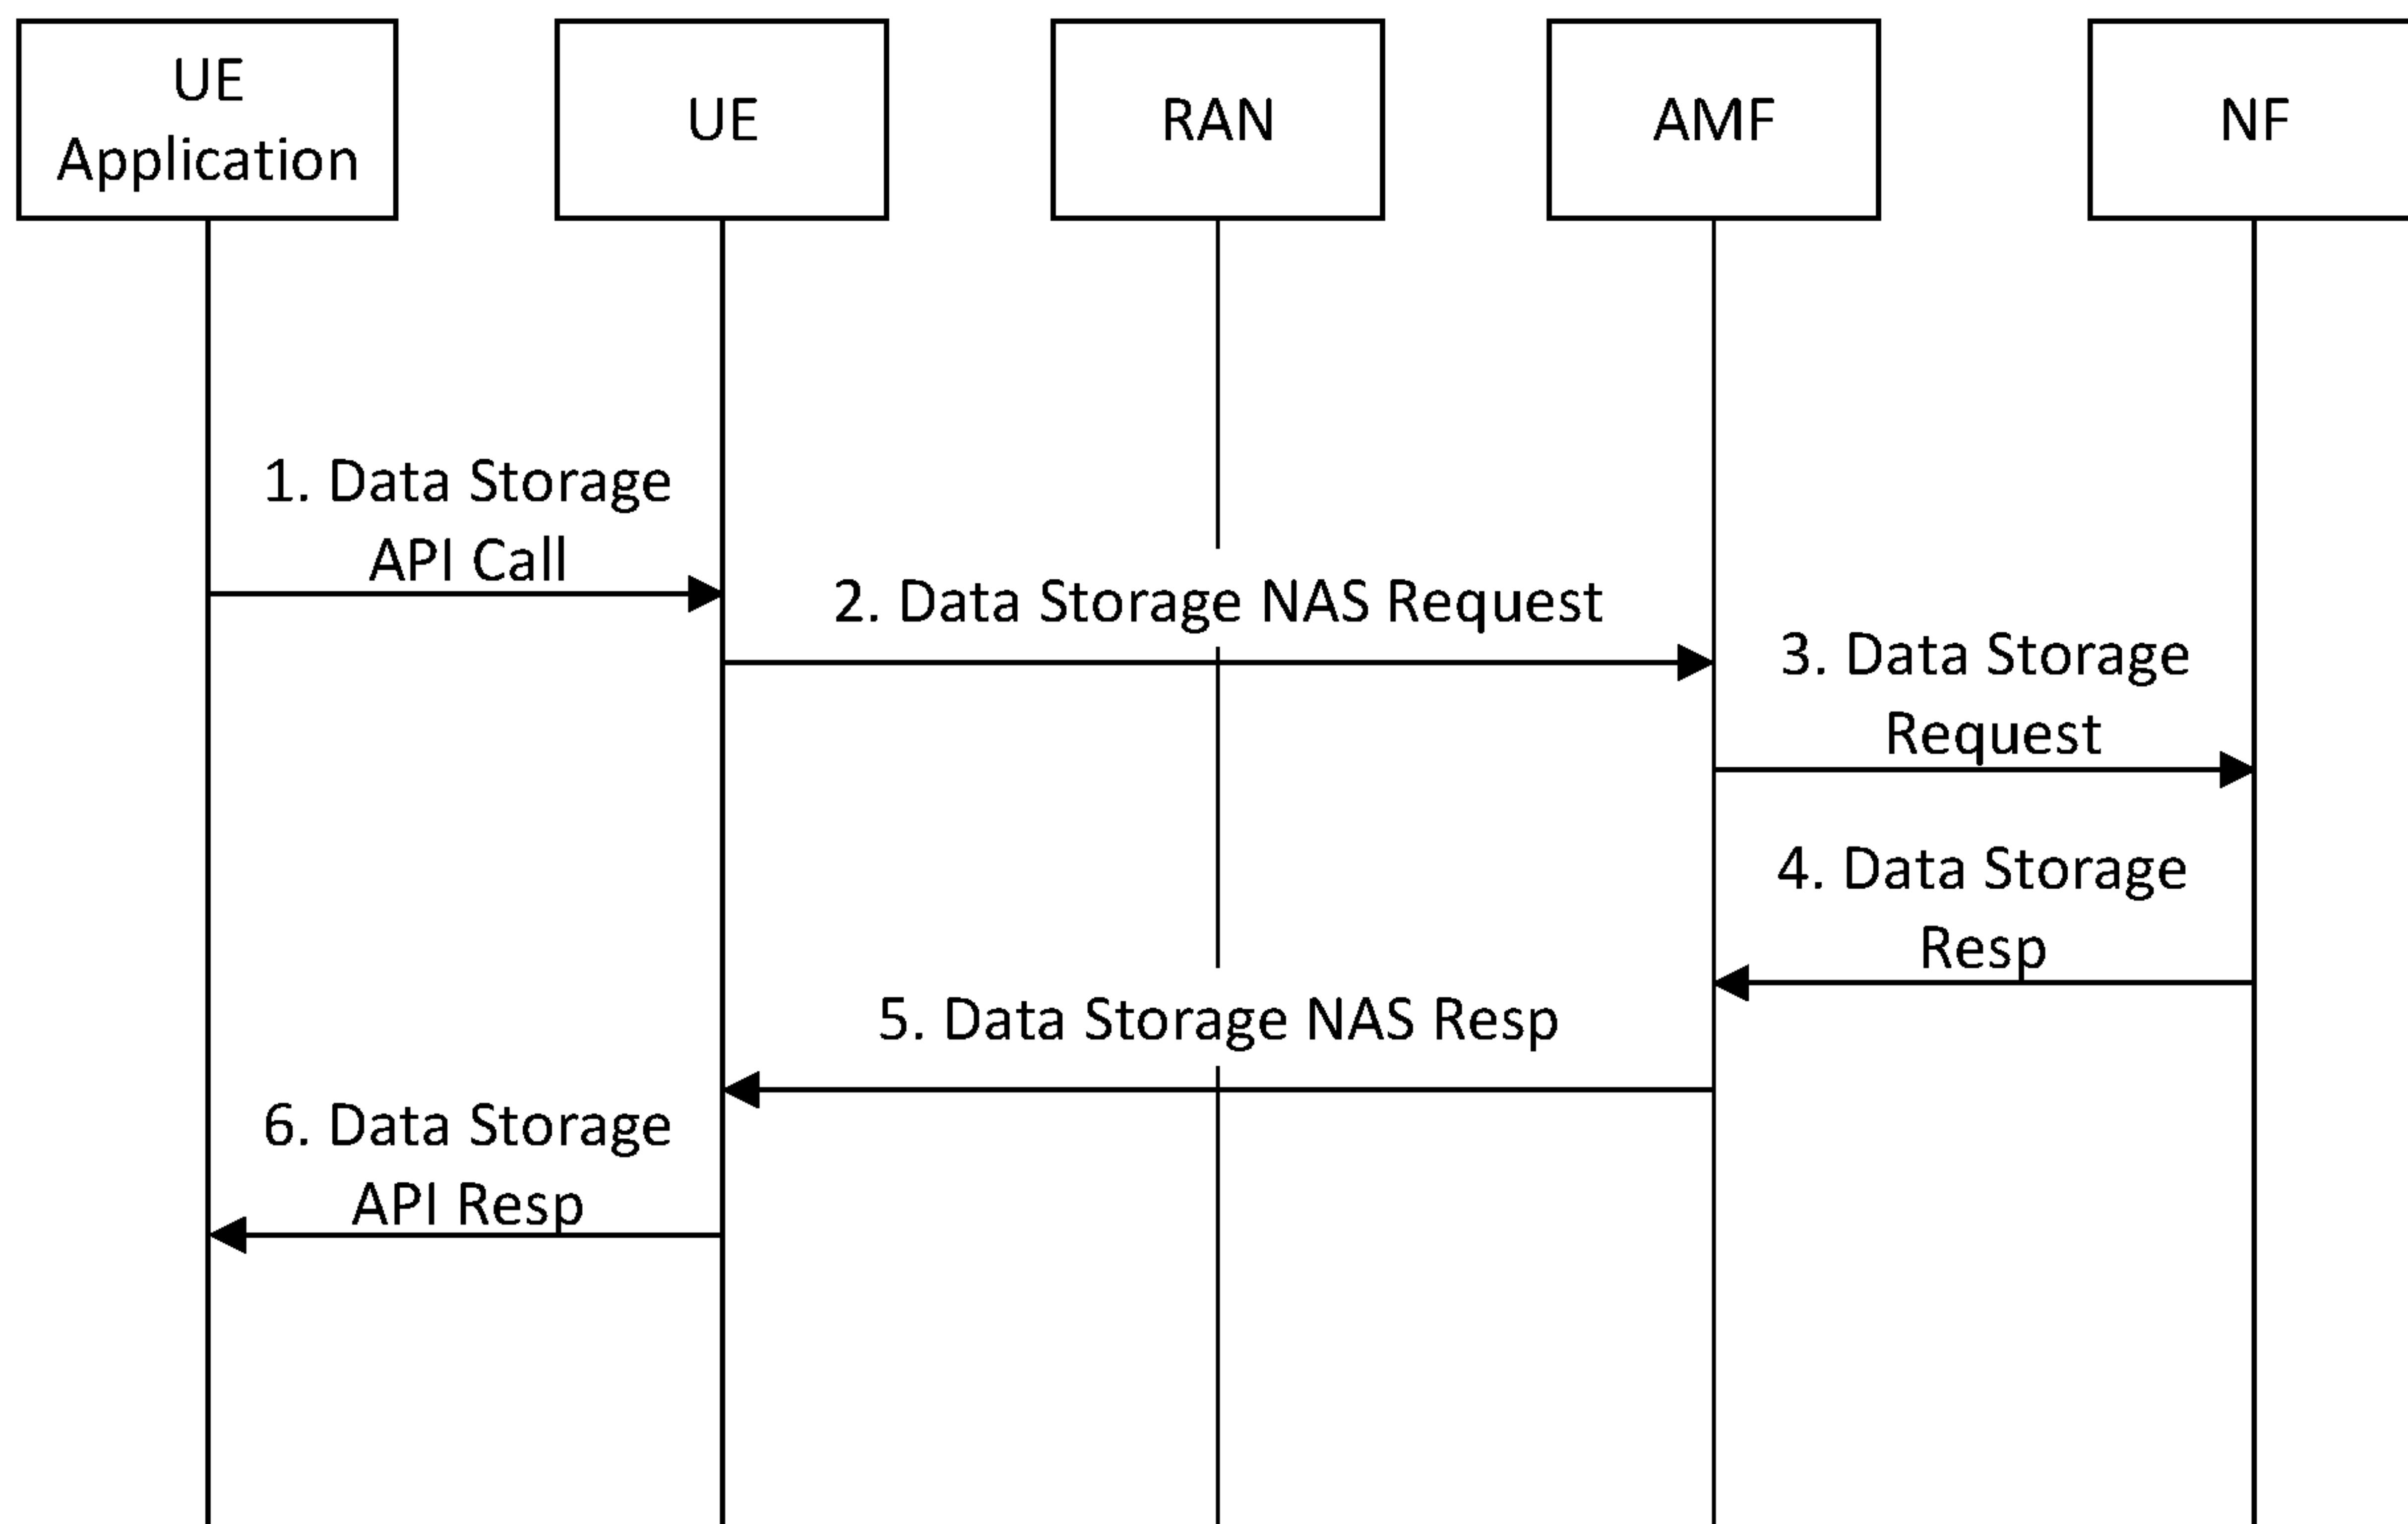 UE
Application
UE
RAN
AMF
NF
1. Data Storage
API Call
2. Data Storage NAS Request
3. Data Storage
Request
4. Data Storage
Resp
5. Data Storage NAS Resp
6. Data Storage
API Resp